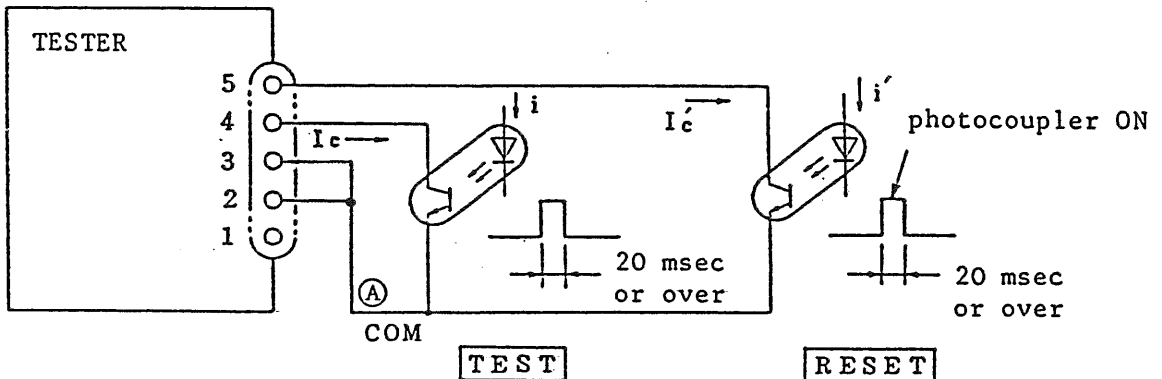 TESTER
5
4
3
2
1
Ic
i
I'c
i'
photocoupler ON
20 msec
or over
20 msec
or over
A
COM
TEST
RESET